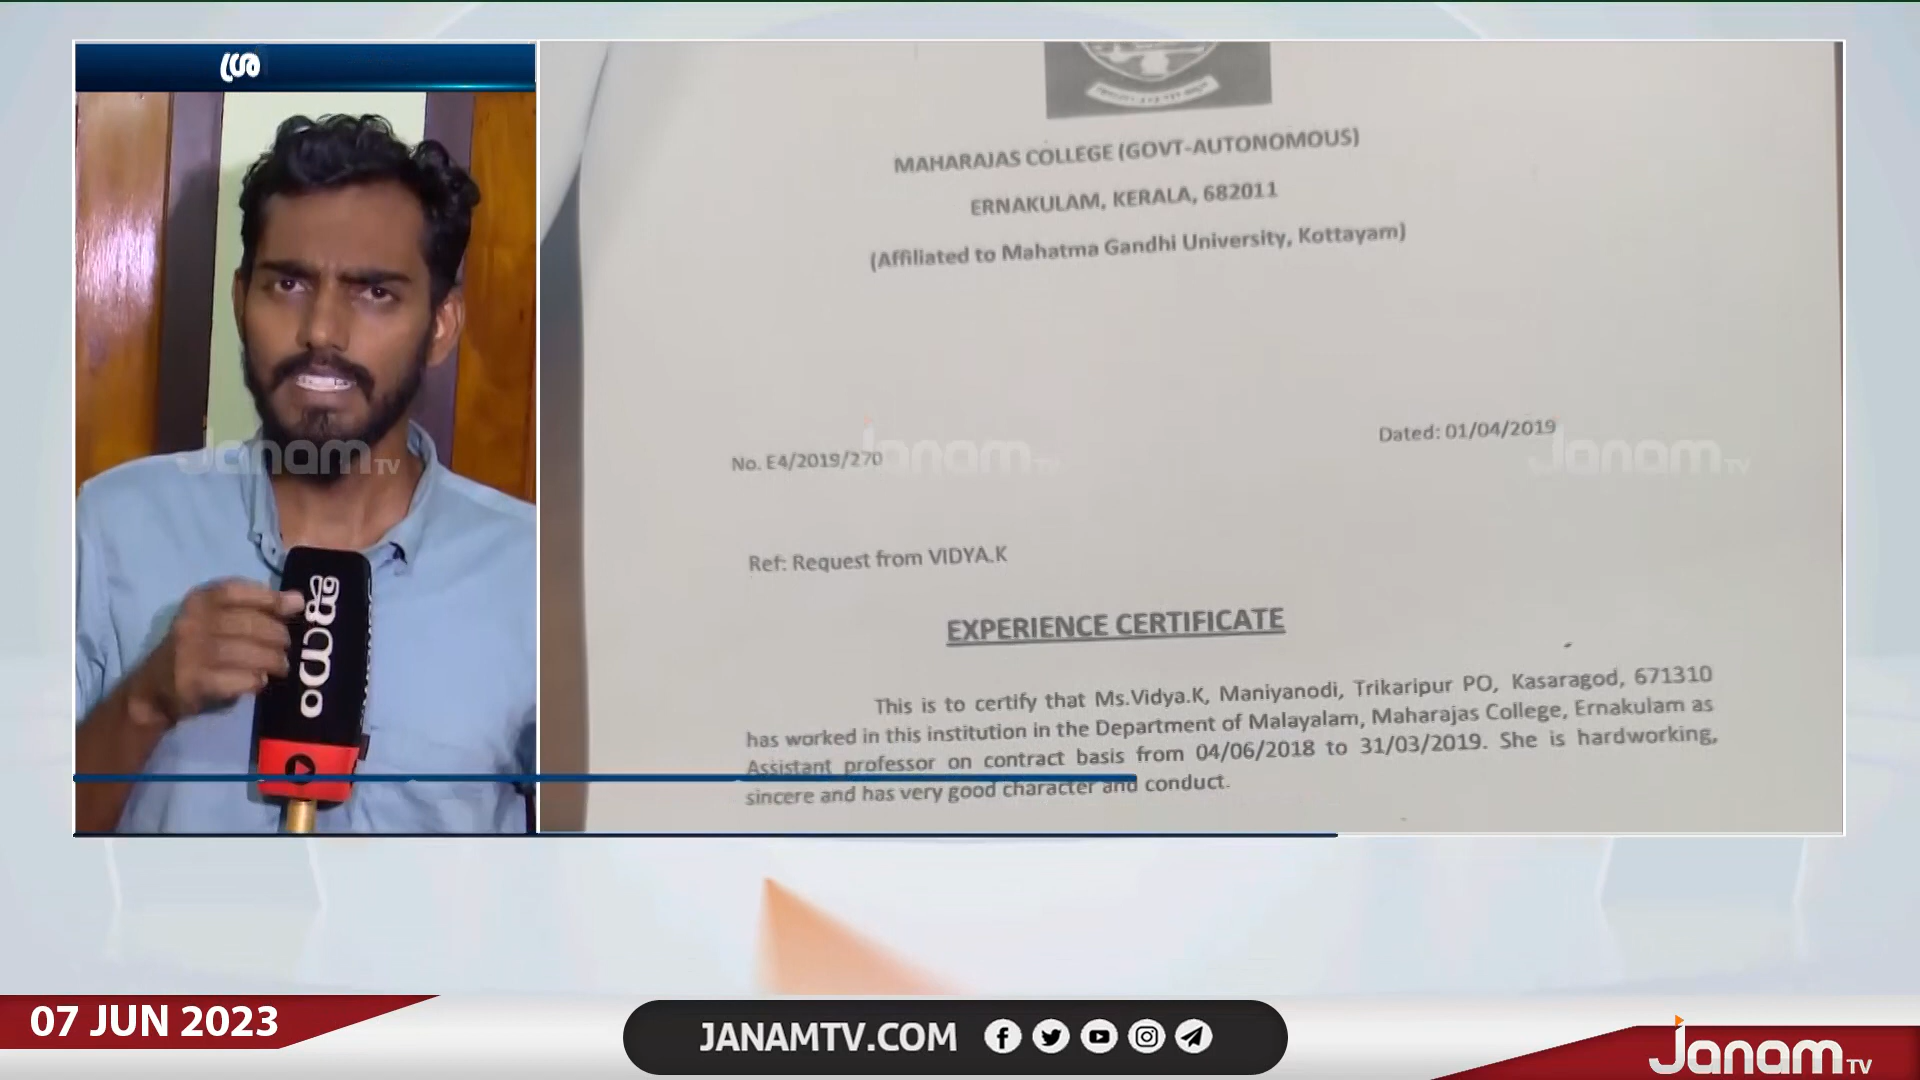 ശ്ര
MAHARAJAS COLLEGE (GOVT-AUTONOMOUS)
ERNAKULAM, KERALA, 682011
(Affiliated to Mahatma Gandhi University, Kottayam)
Dated: 01/04/2019
No. E4/2019/270
Ref: Request from VIDYA.K
EXPERIENCE CERTIFICATE
This is to certify that Ms.Vidya.K, Maniyanodi, Trikaripur PO, Kasaragod, 671310
has worked in this institution in the Department of Malayalam, Maharajas College, Ernakulam as
Assistant professor on contract basis from 04/06/2018 to 31/03/2019. She is hardworking,
sincere and has very good character and conduct.
Janam TV
Janam TV
Janam TV
07 JUN 2023
JANAMTV.COM
Janam TV